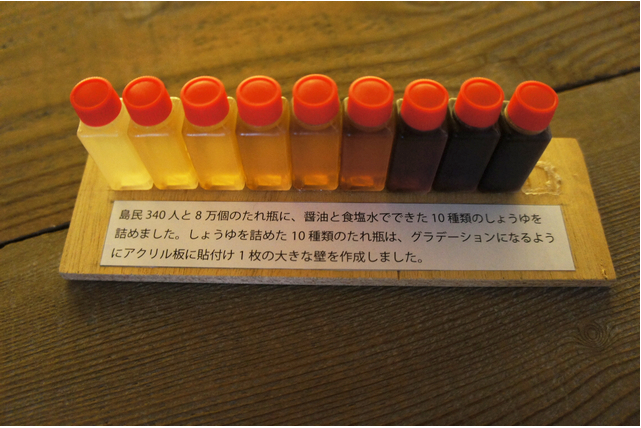 島民 340 人と 8 万個のたれ瓶に、醤油と食塩水でできた 10 種類のしょうゆを
詰めました。しょうゆを詰めた 10 種類のたれ瓶は、グラデーションになるよう
にアクリル板に貼付け 1 枚の大きな壁を作成しました。